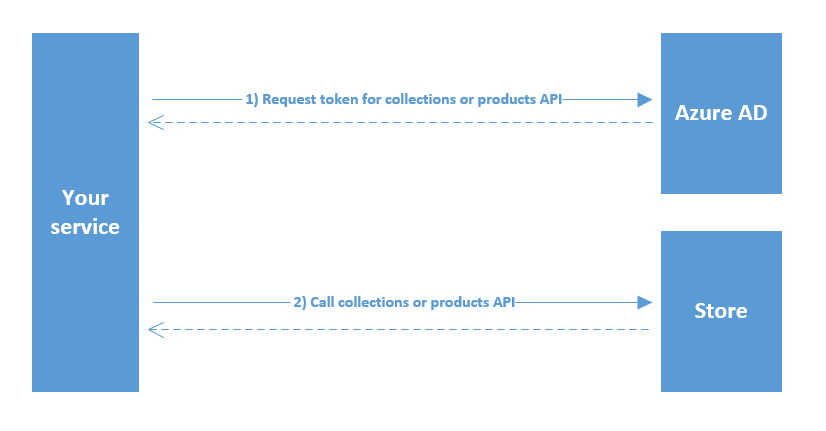 1) Request token for collections or products API
Azure AD
Your
service
2) Call collections or products API
Store